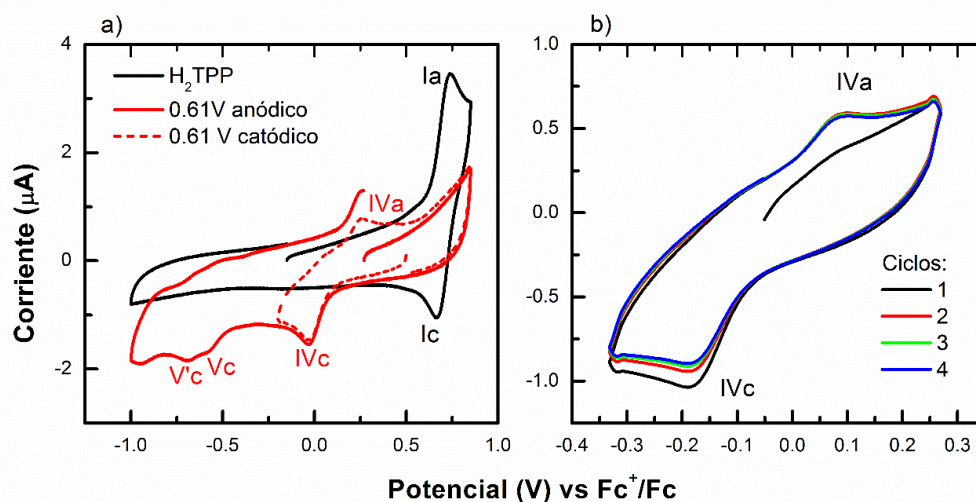 a)
b)
4
2
0
-2
H2TPP
0.61V anódico
0.61 V catódico
Ia
IVa
Ic
IVc
Vc
V'c
-1.0 -0.5 0.0 0.5 1.0
Corriente (μA)
1.0
0.5
0.0
-0.5
-1.0
IVa
IVc
Ciclos:
1
2
3
4
-0.4 -0.3 -0.2 -0.1 0.0 0.1 0.2 0.3
Potencial (V) vs Fc+/Fc